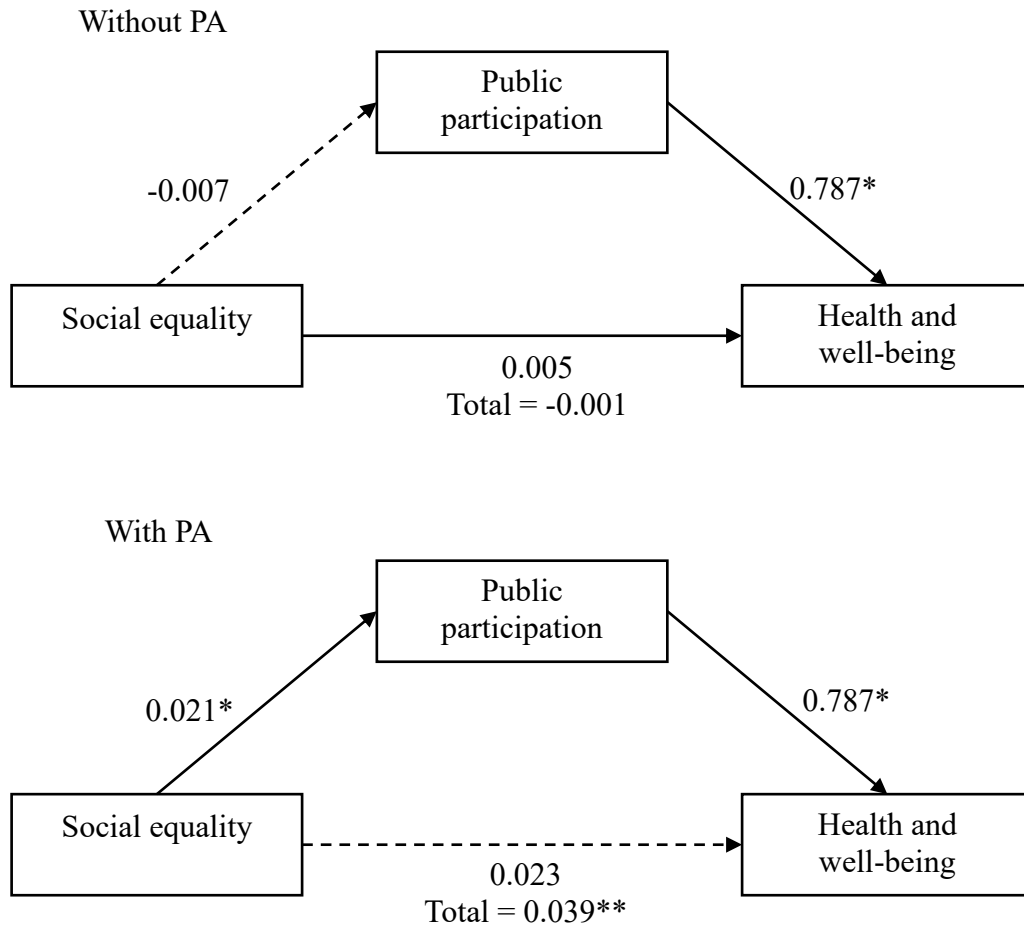 Without PA
Public
participation
-0.007
0.787*
Social equality
Health and
well-being
0.005
Total = -0.001
With PA
Public
participation
0.021*
0.787*
Social equality
Health and
well-being
0.023
Total = 0.039**